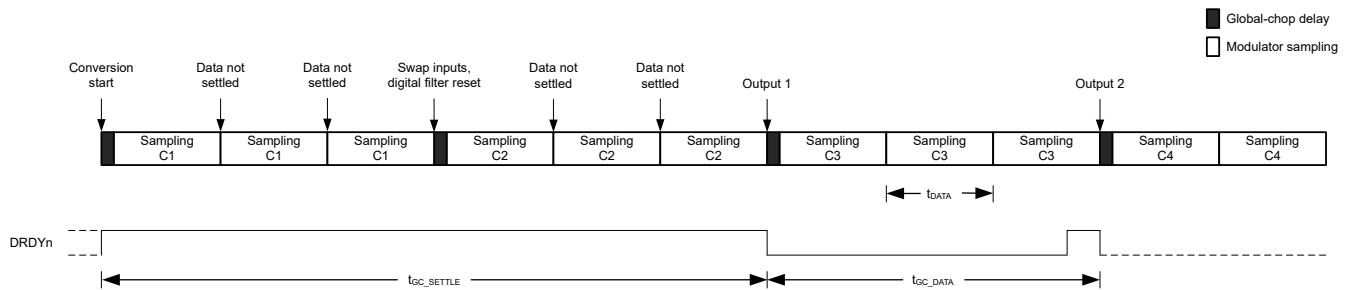 Global-chop delay
Modulator sampling
Conversion
start
Data not
settled
Data not
settled
Swap inputs,
digital filter reset
Data not
settled
Data not
settled
Output 1
Output 2
Sampling
C1
Sampling
C1
Sampling
C1
Sampling
C2
Sampling
C2
Sampling
C2
Sampling
C3
Sampling
C3
Sampling
C3
Sampling
C4
Sampling
C4
tDATA
DRDYn
tGC_SETTLE
tGC_DATA